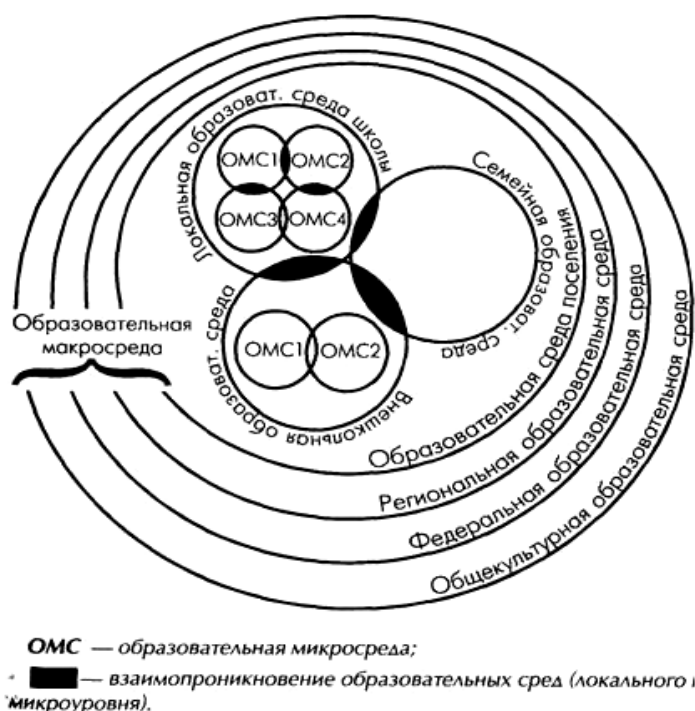 Локальная образоват. среда школы
ОМС1 ОМС2
ОМС3 ОМС4
Семейная образоват. среда
Внешкольная образоват. среда
ОМС1 ОМС2
Образовательная
макросреда
Образовательная среда поселения
Региональная образовательная среда
Федеральная образовательная среда
Общекультурная образовательная среда
ОМС — образовательная микросреда;
— взаимопроникновение образовательных сред (локального
микроуровня).